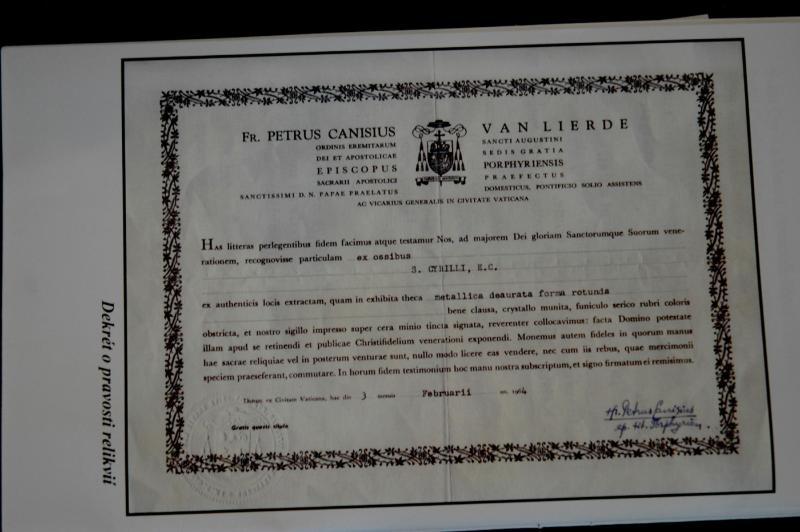 Dekrét o pravosti relikvií
FR. PETRUS CANISIUS VAN LIERDE
ORDINIS EREMITARUM SANCTI AUGUSTINI
DEI ET APOSTOLICAE SEDIS GRATIA
EPISCOPUS PORPHYRIENSIS
SACRARII APOSTOLICI PRAEFECTUS
SANCTISSIMI D. N. PAPAE PRAELATUS DOMESTICUS, PONTIFICIO SOLIO ASSISTENS
AC VICARIUS GENERALIS IN CIVITATE VATICANA
HAS litteras perlegentibus fidem facimus atque testamur Nos, ad majorem Dei gloriam Sanctorumque Suorum vene-
rationem, recognovisse particulam ex ossibus
S. CYRILLI, E.C.
ex authenticis locis extractam, quam in exhibita theca metallica deaurata forma rotunda
bene clausa, crystallo munita, funiculo serico rubri coloris
obstricta, et nostro sigillo impresso super cera minio tincta signata, reverenter collocavimus: facta Domino potestate
illam apud se retinendi et publicae Christifidelium venerationi exponendi. Monemus autem fideles in quorum manus
hae sacrae reliquiae vel in posterum venturae sunt, nullo modo licere eas vendere, nec cum iis rebus, quae mercimonii
speciem praeseferant, commutare. In horum fidem testimonium hoc manu nostra subscriptum, et signo firmatum ei remisimus.
Datum ex Civitate Vaticana, hac die 3 mensis Februarii an. 1964
Gratis quovis titulo
+fr. Petrus Canisius
ep. tit. Porphyrien.